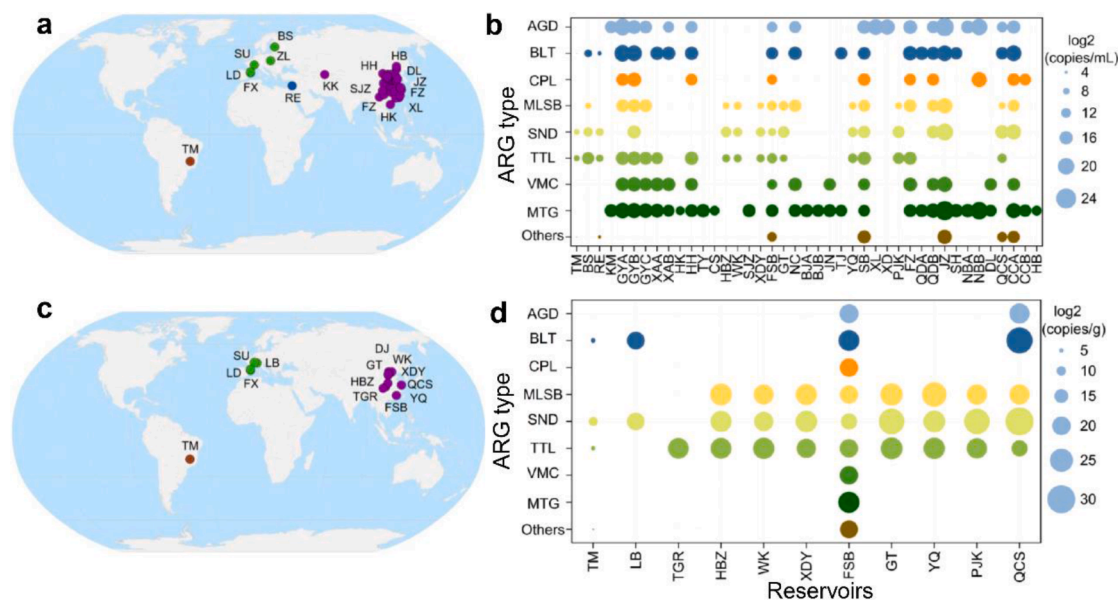 a
BS
SU
ZL
LD
FX
RE
KK
HH
HB
DL
JZ
SJZ
FZ
FZ
XL
HK
TM
b
ARG type
AGD
BLT
CPL
MLSB
SND
TTL
VMC
MTG
Others
TM
BS
RE
KM
GYA
GYB
GYC
XAA
XAB
HK
HH
TY
CS
SJZ
HBZ
WK
XDY
FSB
GT
NC
BJA
BJB
JN
TJ
YQ
SB
XL
XD
PJK
FZ
QDA
QDB
JZ
SH
NBA
NBB
DL
QCS
CCA
CCB
HB
log2
(copies/mL)
4
8
12
16
20
24
c
SU
LB
LD
FX
DJ
WK
GT
XDY
HBZ
QCS
TGR
YQ
FSB
TM
d
ARG type
AGD
BLT
CPL
MLSB
SND
TTL
VMC
MTG
Others
TM
LB
TGR
HBZ
WK
XDY
FSB
GT
YQ
PJK
QCS
Reservoirs
log2
(copies/g)
5
10
15
20
25
30